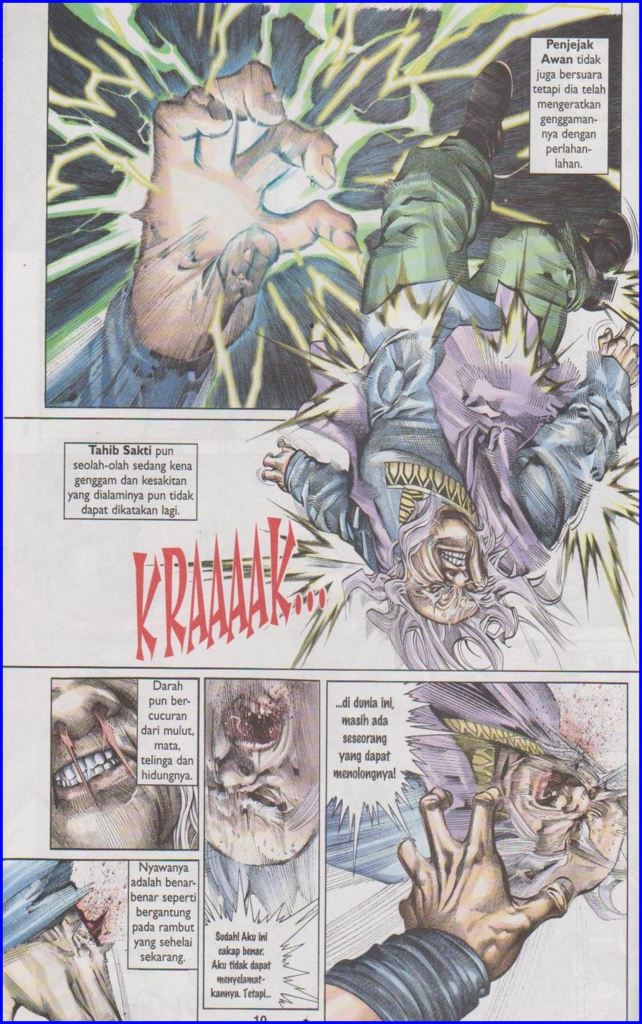 Penjejak
Awan tidak
juga bersuara
tetapi dia telah
mengeratkan
genggaman-
nya dengan
perlahan-
lahan.
Tahib Sakti pun
seolah-olah sedang kena
genggam dan kesakitan
yang dialaminya pun tidak
dapat dikatakan lagi.
KRAAAAK...
Darah
pun ber-
cucuran
dari mulut,
mata,
telinga dan
hidungnya.
Nyawanya
adalah benar-
benar seperti
bergantung
pada rambut
yang sehelai
sekarang.
Sudah! Aku ini
cakap benar.
Aku tidak dapat
menyelamat-
kannya. Tetapi...
...di dunia ini,
masih ada
seseorang
yang dapat
menolongnya!